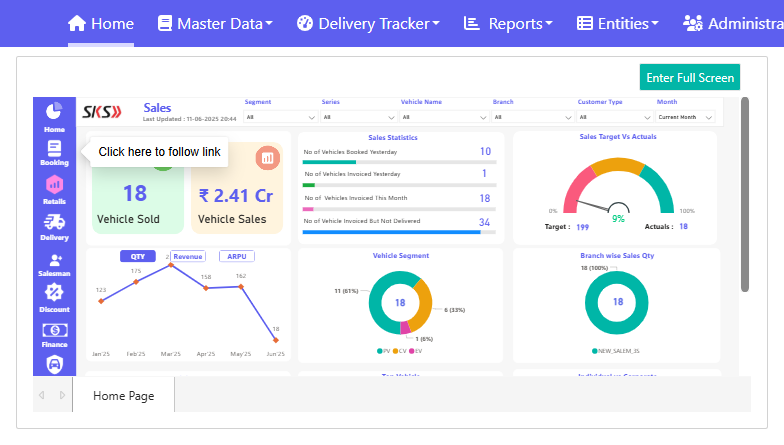 Home Master Data Delivery Tracker Reports Entities Administra
Enter Full Screen
SKS Sales
Last Updated : 11-06-2025 20:44
Segment Series Vehicle Name Branch Customer Type Month
All All All All All Current Month
Home
Booking
Retails
Delivery
Salesman
Discount
Finance
Click here to follow link
18
Vehicle Sold
₹ 2.41 Cr
Vehicle Sales
Sales Statistics
No of Vehicles Booked Yesterday 10
No of Vehicles Invoiced Yesterday 1
No of Vehicles Invoiced This Month 18
No of Vehicle Invoiced But Not Delivered 34
Sales Target Vs Actuals
0% 9% 100%
Target : 199 Actuals : 18
QTY Revenue ARPU
123 175 158 162 18
Jan'25 Feb'25 Mar'25 Apr'25 May'25 Jun'25
Vehicle Segment
11 (61%)
18
6 (33%)
1 (6%)
PV CV EV
Branch wise Sales Qty
18 (100%)
18
NEW_SALEM_3S
Home Page